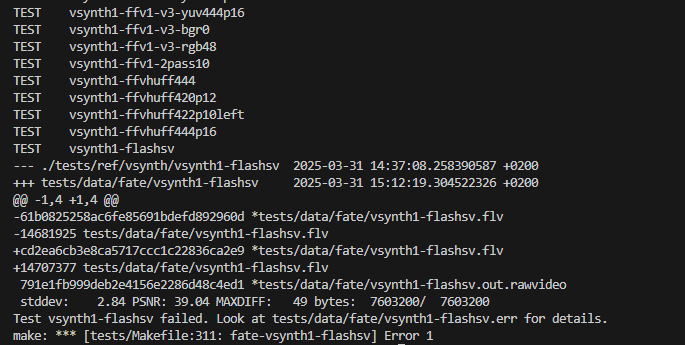 TEST    vsynth1-ffv1-v3-yuv444p16
TEST    vsynth1-ffv1-v3-bgr0
TEST    vsynth1-ffv1-v3-rgb48
TEST    vsynth1-ffv1-2pass10
TEST    vsynth1-ffvhuff444
TEST    vsynth1-ffvhuff420p12
TEST    vsynth1-ffvhuff422p10left
TEST    vsynth1-ffvhuff444p16
TEST    vsynth1-flashsv
--- ./tests/ref/vsynth/vsynth1-flashsv  2025-03-31 14:37:08.258390587 +0200
+++ tests/data/fate/vsynth1-flashsv     2025-03-31 15:12:19.304522326 +0200
@@ -1,4 +1,4 @@
-61b0825258ac6fe85691bdefd892960d *tests/data/fate/vsynth1-flashsv.flv
-14681925 tests/data/fate/vsynth1-flashsv.flv
+cd2ea6cb3e8ca5717ccc1c22836ca2e9 *tests/data/fate/vsynth1-flashsv.flv
+14707377 tests/data/fate/vsynth1-flashsv.flv
 791e1fb999deb2e4156e2286d48c4ed1 *tests/data/fate/vsynth1-flashsv.out.rawvideo
 stddev:    2.84 PSNR: 39.04 MAXDIFF:   49 bytes:  7603200/  7603200
Test vsynth1-flashsv failed. Look at tests/data/fate/vsynth1-flashsv.err for details.
make: *** [tests/Makefile:311: fate-vsynth1-flashsv] Error 1